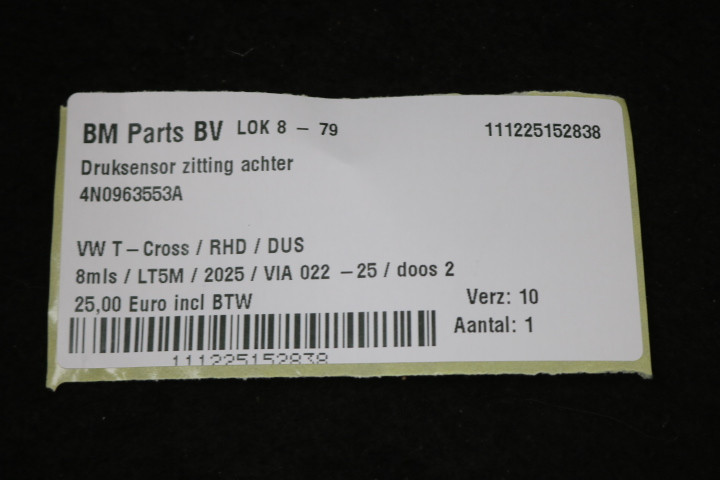 BM Parts BV LOK 8 - 79 111225152838
Druksensor zitting achter
4N0963553A
VW T-Cross / RHD / DUS
8mls / LT5M / 2025 / VIA 022 -25 / doos 2
25,00 Euro incl BTW Verz: 10
Aantal: 1
111225152838